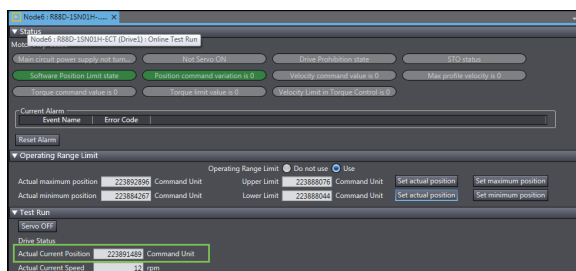 Node6 : R88D-1SN01H-...... X
Status
Node6 : R88D-1SN01H-ECT (Drive1) : Online Test Run
Main circuit power supply not turn... Not Servo ON Drive Prohibition state STO status
Software Position Limit state Position command variation is 0 Velocity command value is 0 Max profile velocity is 0
Torque command value is 0 Torque limit value is 0 Velocity Limit in Torque Control is 0
Current Alarm
Event Name Error Code
Reset Alarm
Operating Range Limit
Operating Range Limit Do not use Use
Actual maximum position 223892896 Command Unit Upper Limit 223888076 Command Unit Set actual position Set maximum position
Actual minimum position 223884267 Command Unit Lower Limit 223888044 Command Unit Set actual position Set minimum position
Test Run
Servo OFF
Drive Status
Actual Current Position 223891489 Command Unit
Actual Current Speed 12 rpm